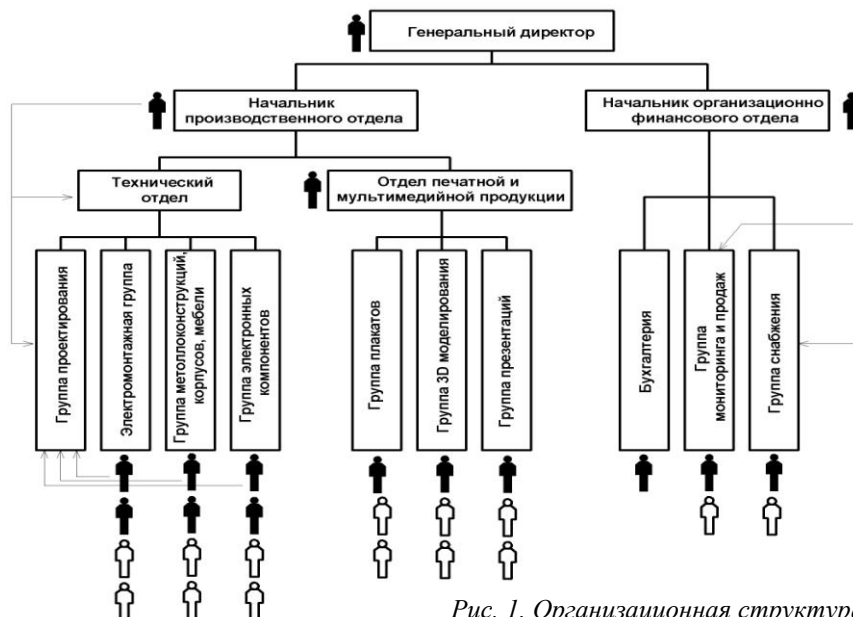 Генеральный директор
Начальник
производственного отдела
Начальник организационно
финансового отдела
Технический
отдел
Отдел печатной и
мультимедийной продукции
Группа проектирования
Электромонтажная группа
Группа метоллоконструкций,
корпусов, мебели
Группа электронных
компонентов
Группа плакатов
Группа 3D моделирования
Группа презентаций
Бухгалтерия
Группа
мониторинга и продаж
Группа снабжения
Рис. 1. Организационная структура